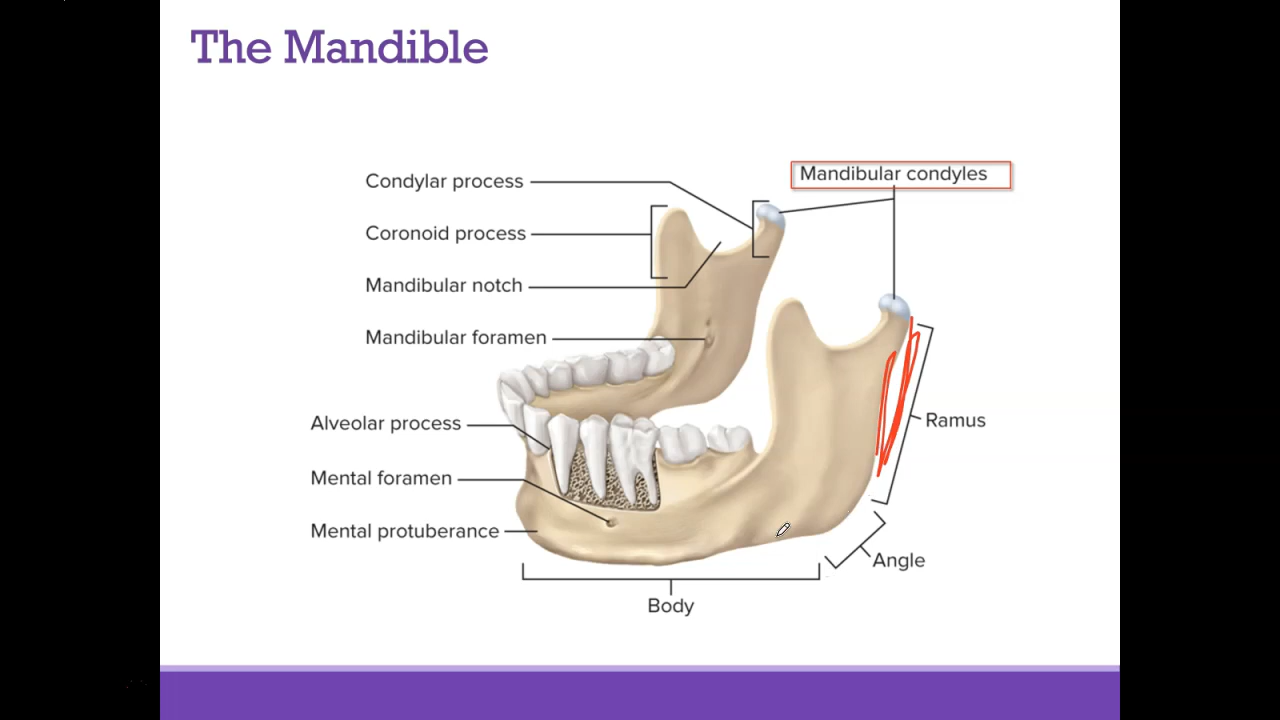 The Mandible
Condylar process
Mandibular condyles
Coronoid process
Mandibular notch
Mandibular foramen
Alveolar process
Ramus
Mental foramen
Mental protuberance
Angle
Body